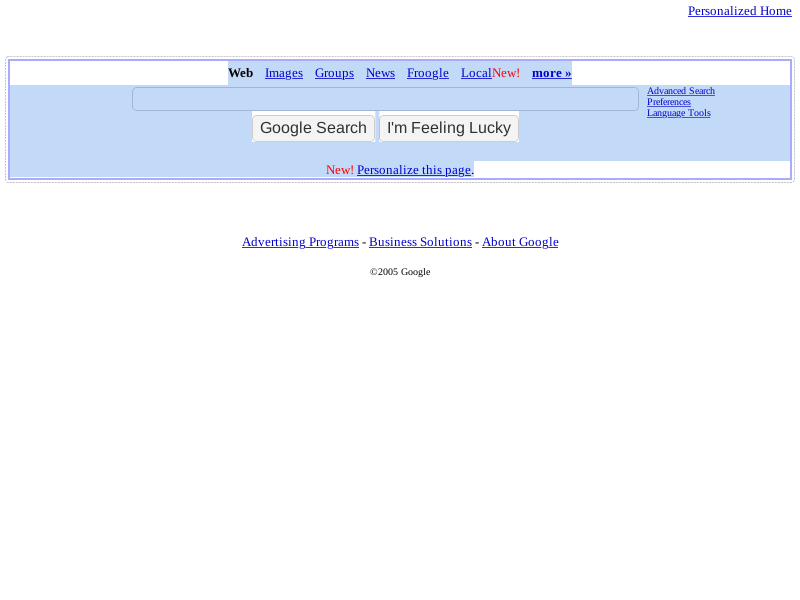 Personalized Home
Web Images Groups News Froogle LocalNew! more »
Advanced Search
Preferences
Language Tools
Google Search I'm Feeling Lucky
New! Personalize this page.
Advertising Programs - Business Solutions - About Google
©2005 Google